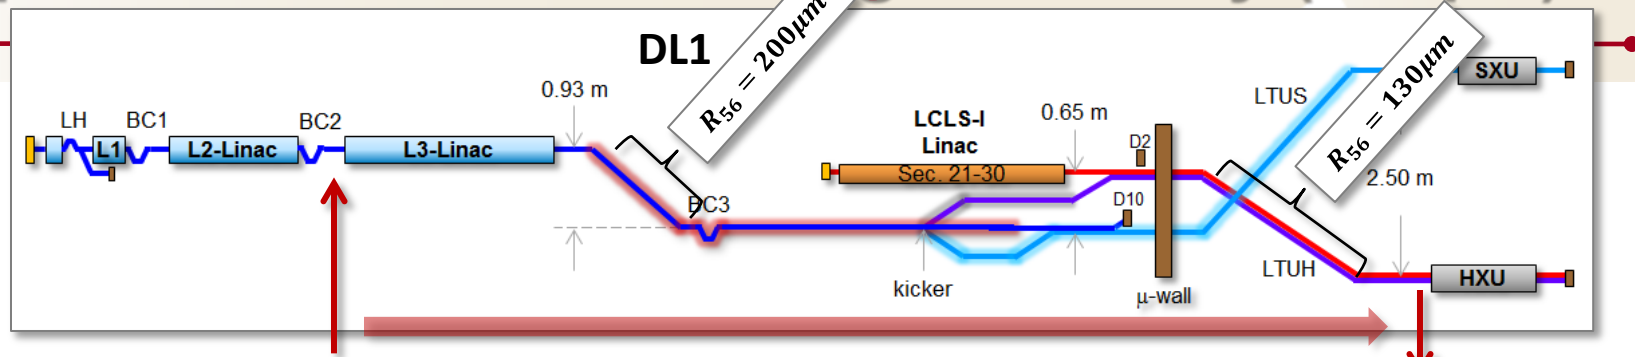 DL1
R₅₆ = 200μm
R₅₆ = 130μm
SXU
LH
BC1
BC2
0.93 m
LCLS-I
Linac
0.65 m
LTUS
D2
L1
L2-Linac
L3-Linac
Sec. 21-30
2.50 m
BC3
D10
kicker
μ-wall
LTUH
HXU